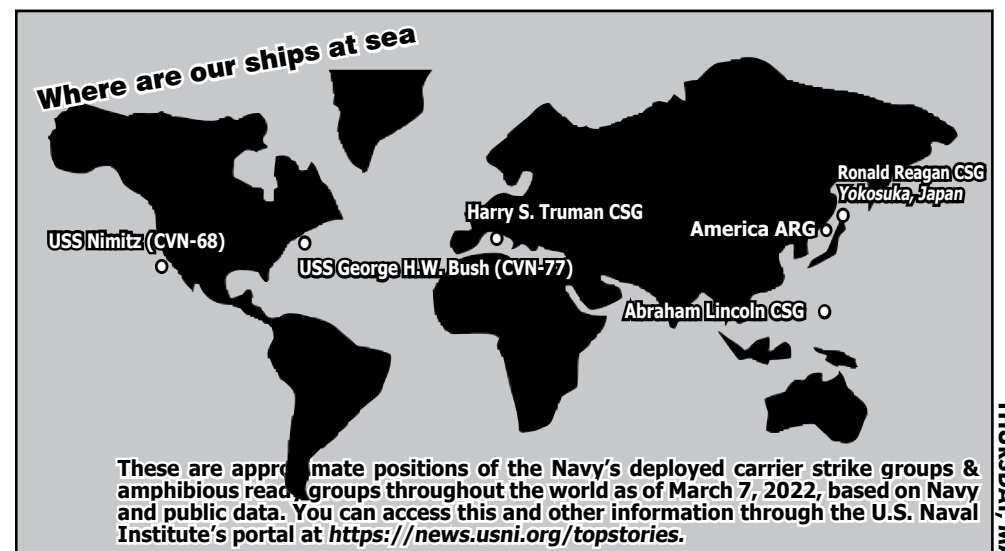 Where are our ships at sea
Ronald Reagan CSG
Yokosuka, Japan
Harry S. Truman CSG
America ARG
USS Nimitz (CVN-68)
USS George H.W. Bush (CVN-77)
Abraham Lincoln CSG
These are approximate positions of the Navy's deployed carrier strike groups &
amphibious ready groups throughout the world as of March 7, 2022, based on Navy
and public data. You can access this and other information through the U.S. Naval
Institute's portal at https://news.usni.org/topstories.